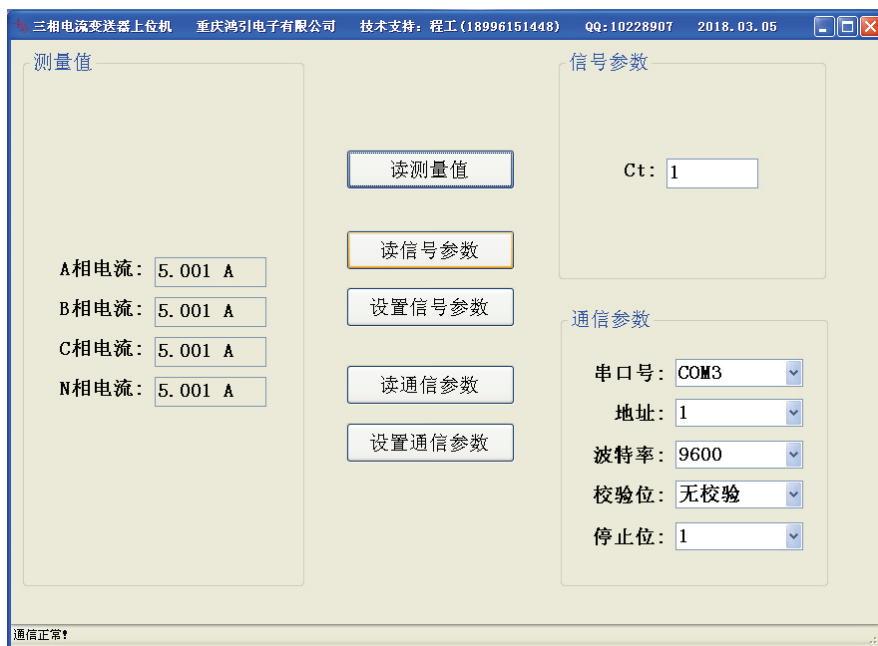 三相电流变送器上位机 重庆鸿引电子有限公司 技术支持：程工(18996151448) QQ:10228907 2018.03.05
测量值
A相电流: 5.001 A
B相电流: 5.001 A
C相电流: 5.001 A
N相电流: 5.001 A
读测量值
读信号参数
设置信号参数
读通信参数
设置通信参数
信号参数
Ct: 1
通信参数
串口号: COM3
地址: 1
波特率: 9600
校验位: 无校验
停止位: 1
通信正常!